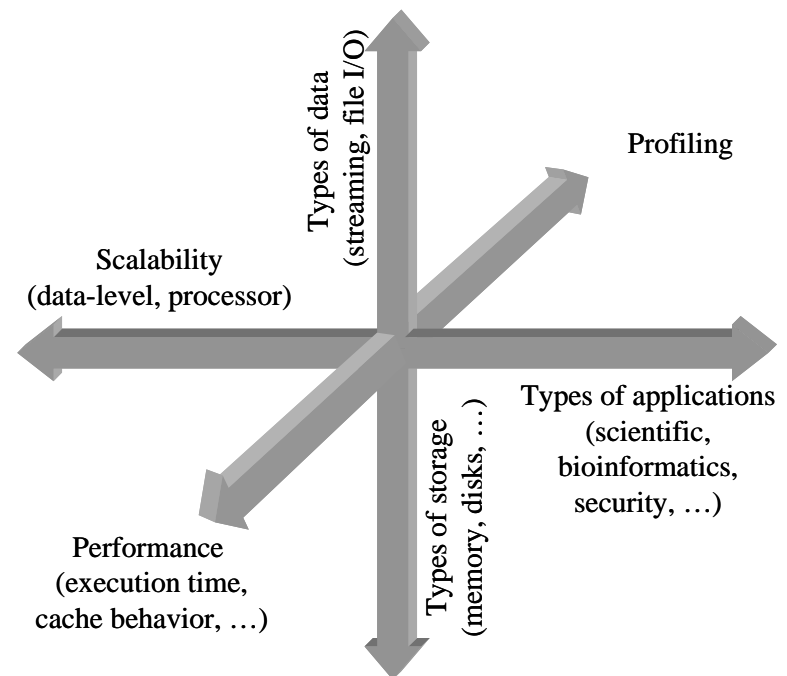 Types of data
(streaming, file I/O)
Profiling
Scalability
(data-level, processor)
Types of applications
(scientific,
bioinformatics,
security, …)
Types of storage
(memory, disks, …)
Performance
(execution time,
cache behavior, …)